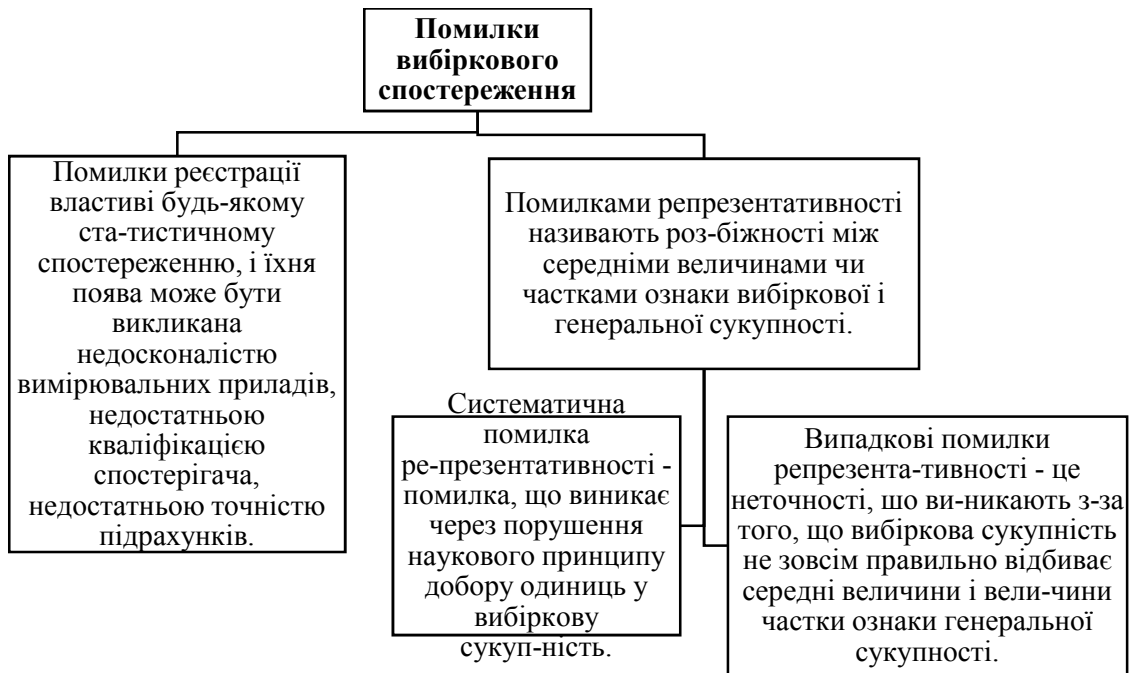 Помилки
вибіркового
спостереження
Помилки реєстрації
властиві будь-якому
ста-тистичному
спостереженню, і їхня
поява може бути
викликана
недосконалістю
вимірювальних приладів,
недостатньою
кваліфікацією
спостерігача,
недостатньою точністю
підрахунків.
Помилками репрезентативності
називають роз-біжності між
середніми величинами чи
частками ознаки вибіркової і
генеральної сукупності.
Систематична
помилка
ре-презентативності -
помилка, що виникає
через порушення
наукового принципу
добору одиниць у
вибіркову
сукуп-ність.
Випадкові помилки
репрезента-тивності - це
неточності, шо ви-никають з-за
того, що вибіркова сукупність
не зовсім правильно відбиває
середні величини і вели-чини
частки ознаки генеральної
сукупності.